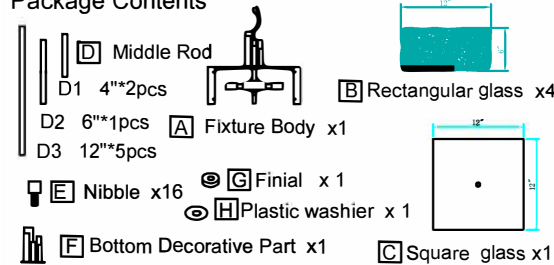 Package Contents
12"
6"
D Middle Rod
D1 4""*2pcs
B Rectangular glass x4
D2 6""*1pcs
A Fixture Body x1
D3 12""*5pcs
12"
12"
G Finial x 1
E Nibble x16
H Plastic washier x 1
F Bottom Decorative Part x1
C Square glass x1